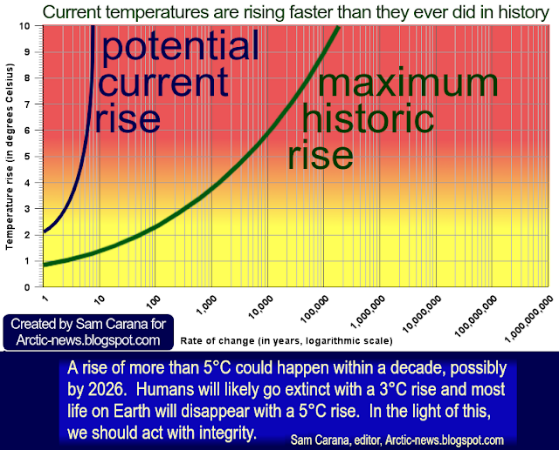 Current temperatures are rising faster than they ever did in history
10
9
8
7
6
5
4
3
2
1
0
Temperature rise (in degrees Celsius)
potential
current
rise
maximum
historic
rise
1
10
100
1,000
10,000
100,000
1,000,000
10,000,000
100,000,000
1,000,000,000
Created by Sam Carana for
Arctic-news.blogspot.com
Rate of change (in years, logarithmic scale)
A rise of more than 5°C could happen within a decade, possibly
by 2026. Humans will likely go extinct with a 3°C rise and most
life on Earth will disappear with a 5°C rise. In the light of this,
we should act with integrity.
Sam Carana, editor, Arctic-news.blogspot.com